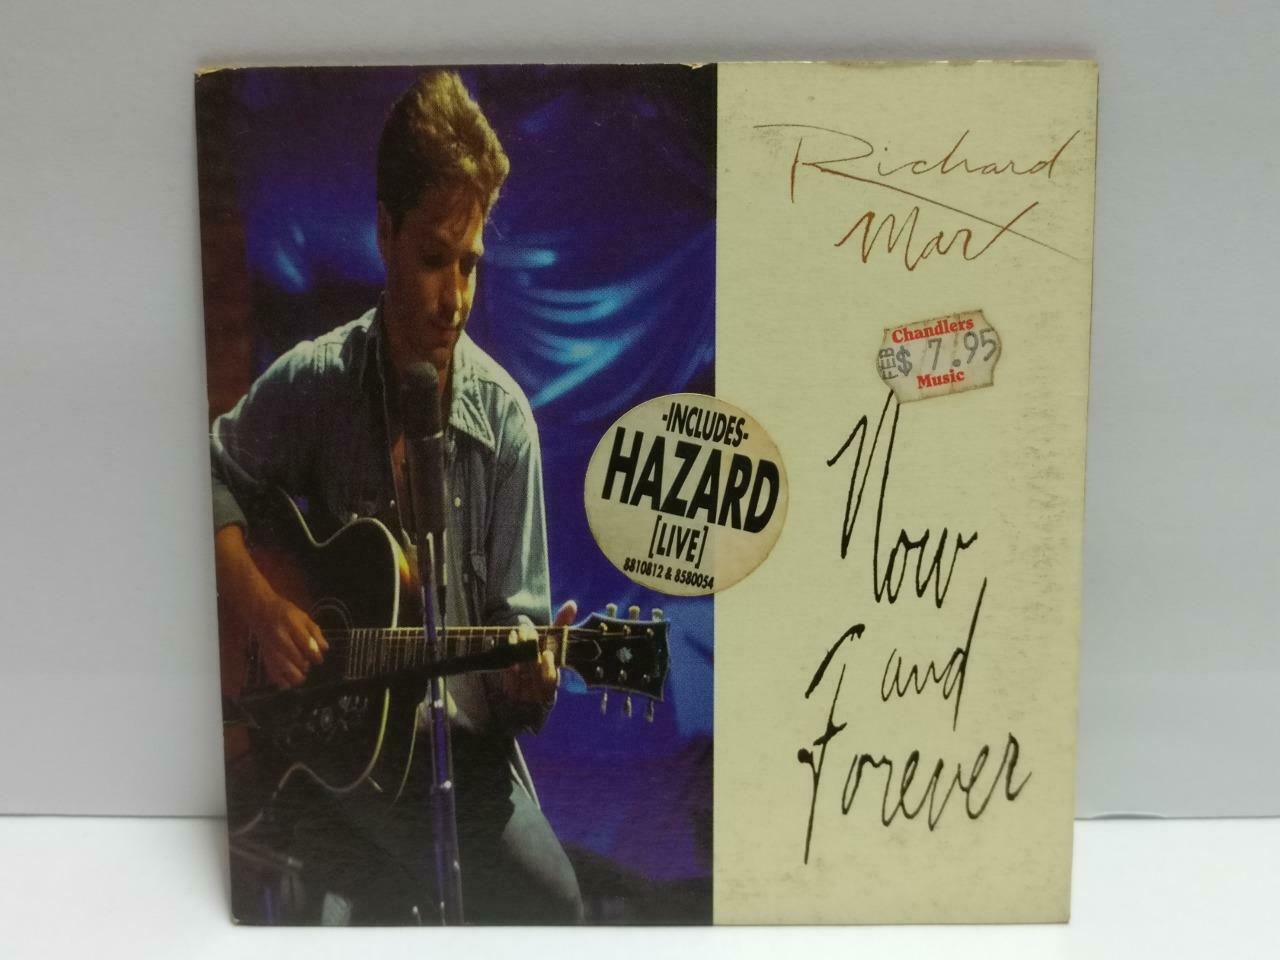 Richard
Marx
Chandlers
FEB
$ 7.95
Music
-INCLUDES-
HAZARD
[LIVE]
8810812 & 8580054
Now
and
Forever